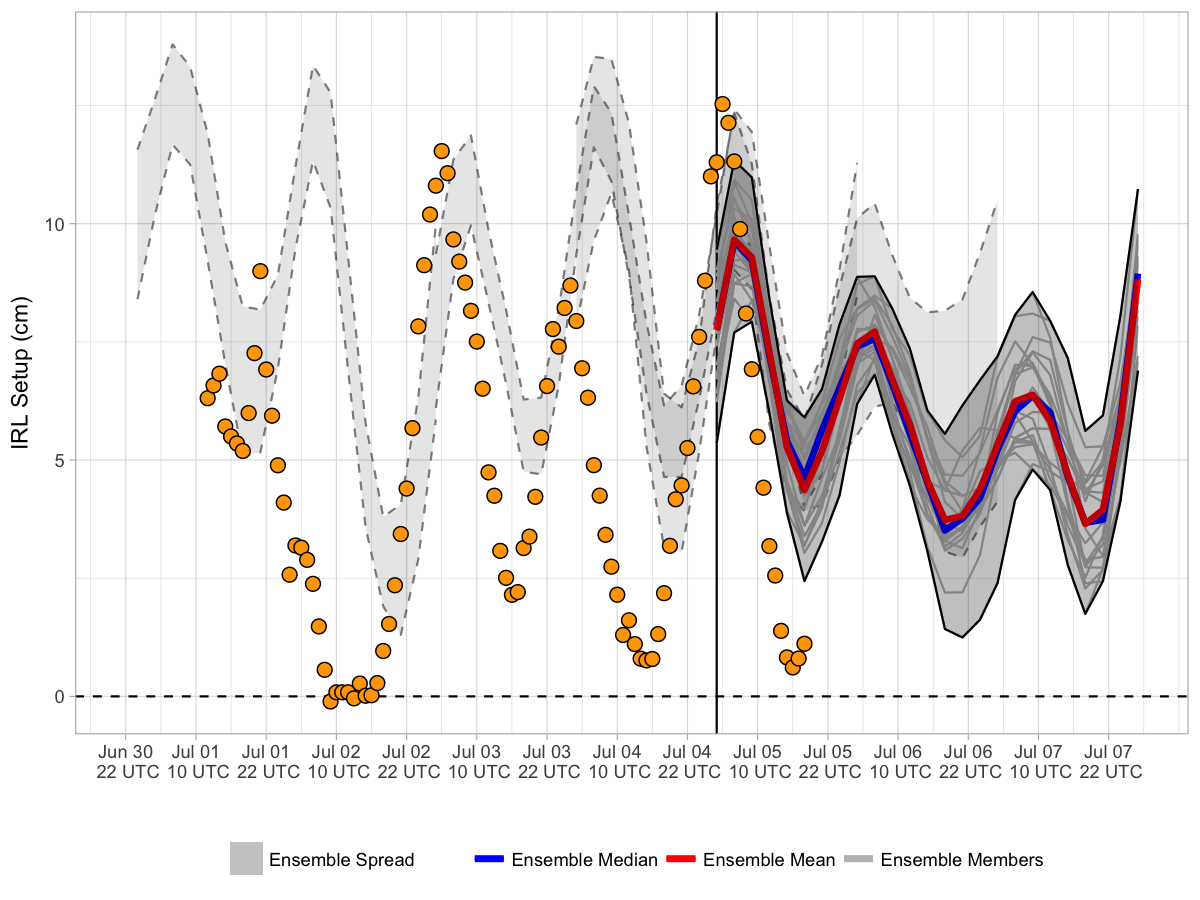 IRL Setup (cm)
10
5
0
Jun 30 Jul 01 Jul 01 Jul 02 Jul 02 Jul 03 Jul 03 Jul 04 Jul 04 Jul 05 Jul 05 Jul 06 Jul 06 Jul 07 Jul 07
22 UTC 10 UTC 22 UTC 10 UTC 22 UTC 10 UTC 22 UTC 10 UTC 22 UTC 10 UTC 22 UTC 10 UTC 22 UTC 10 UTC 22 UTC
Ensemble Spread Ensemble Median Ensemble Mean Ensemble Members